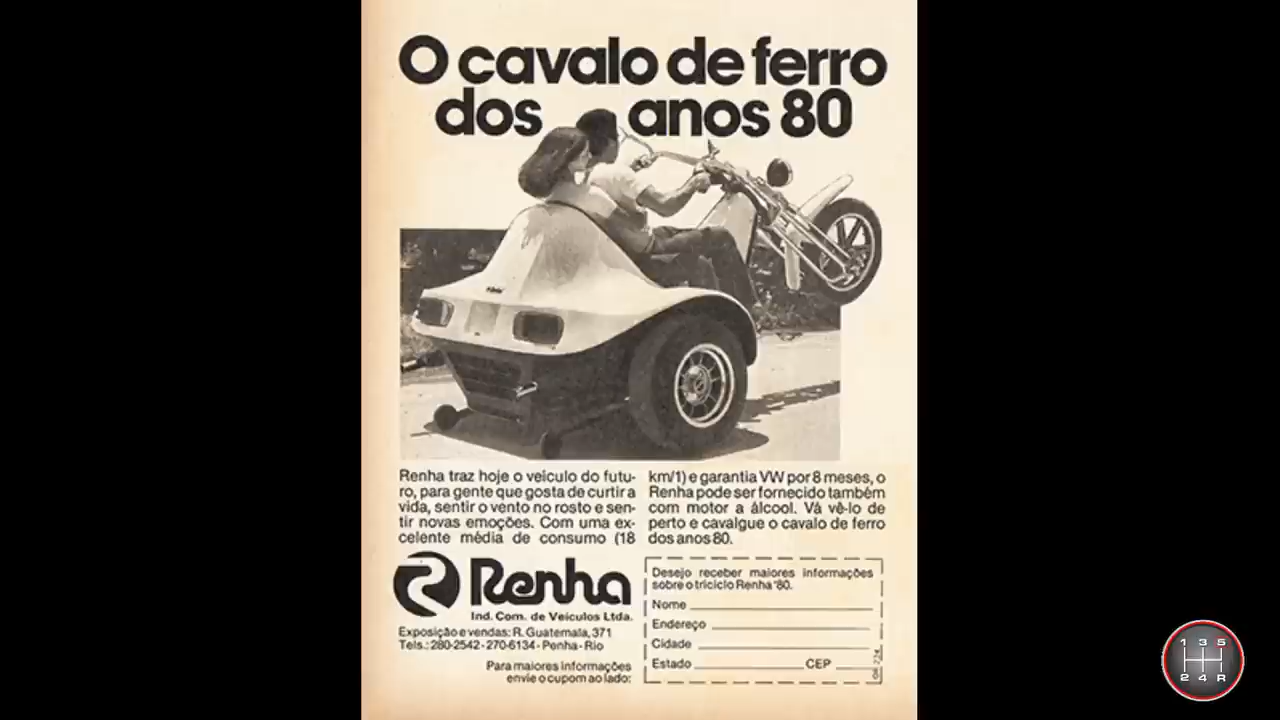 O cavalo de ferro
dos anos 80
Renha traz hoje o veículo do futu-
ro, para gente que gosta de curtir a
vida, sentir o vento no rosto e sen-
tir novas emoções. Com uma ex-
celente média de consumo (18
km/1) e garantia VW por 8 meses, o
Renha pode ser fornecido também
com motor a álcool. Vá vê-lo de
perto e cavalgue o cavalo de ferro
dos anos 80.
Renha
Ind. Com. de Veículos Ltda.
Exposição e vendas: R. Guatemala, 371
Tels.: 280-2542 - 270-6134 - Penha - Rio
Para maiores informações
envie o cupom ao lado:
Desejo receber maiores informações
sobre o triciclo Renha '80.
Nome
Endereço
Cidade
Estado CEP
1 3 5
2 4 R